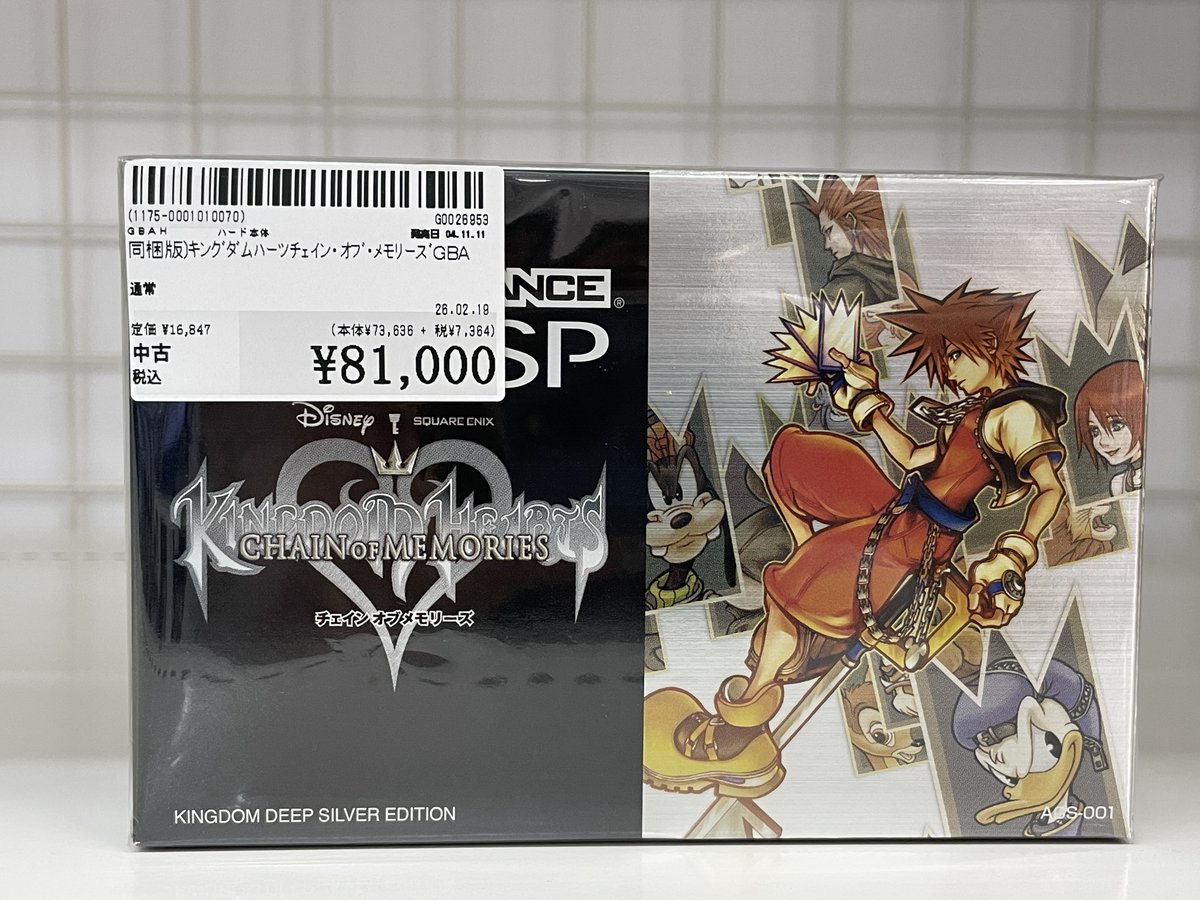 (1175-0001010070) G0026953
GBAH ハード本体 発売日 04.11.11
同梱版)キングダムハーツチェイン・オブ・メモリーズGBA
通常
26.02.19
定価 ¥16,847 (本体¥73,636 + 税¥7,364)
中古
税込 ¥81,000
ANCE®
SP
Disney SQUARE ENIX
KINGDOM HEARTS
CHAIN OF MEMORIES
チェイン オブ メモリーズ
KINGDOM DEEP SILVER EDITION
AGS-001